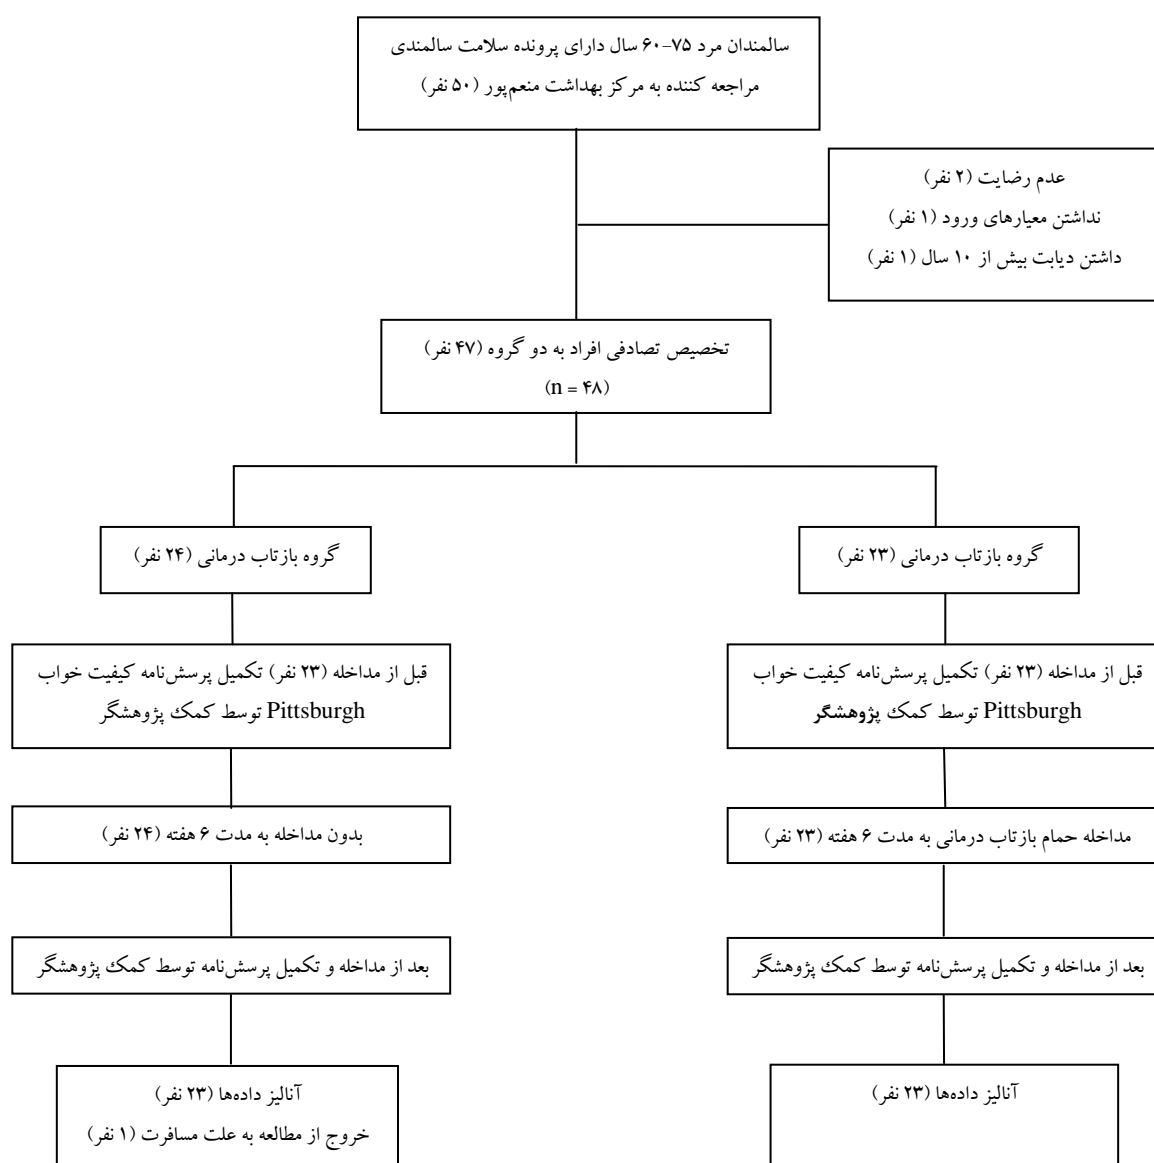 سالمندان مرد ۷۵-۶۰ سال دارای پرونده سلامت سالمندی
مراجعه کننده به مرکز بهداشت منعم‌پور (۵۰ نفر)
عدم رضایت (۲ نفر)
نداشتن معیارهای ورود (۱ نفر)
داشتن دیابت بیش از ۱۰ سال (۱ نفر)
تخصیص تصادفی افراد به دو گروه (۴۷ نفر)
(n = ۴۸)
گروه بازتاب درمانی (۲۳ نفر)
گروه بازتاب درمانی (۲۴ نفر)
قبل از مداخله (۲۳ نفر) تکمیل پرسش‌نامه کیفیت خواب
Pittsburgh توسط کمک پژوهشگر
قبل از مداخله (۲۳ نفر) تکمیل پرسش‌نامه کیفیت خواب
Pittsburgh توسط کمک پژوهشگر
مداخله حمام بازتاب درمانی به مدت ۶ هفته (۲۳ نفر)
بدون مداخله به مدت ۶ هفته (۲۴ نفر)
بعد از مداخله و تکمیل پرسش‌نامه توسط کمک پژوهشگر
بعد از مداخله و تکمیل پرسش‌نامه توسط کمک پژوهشگر
آنالیز داده‌ها (۲۳ نفر)
آنالیز داده‌ها (۲۳ نفر)
خروج از مطالعه به علت مسافرت (۱ نفر)